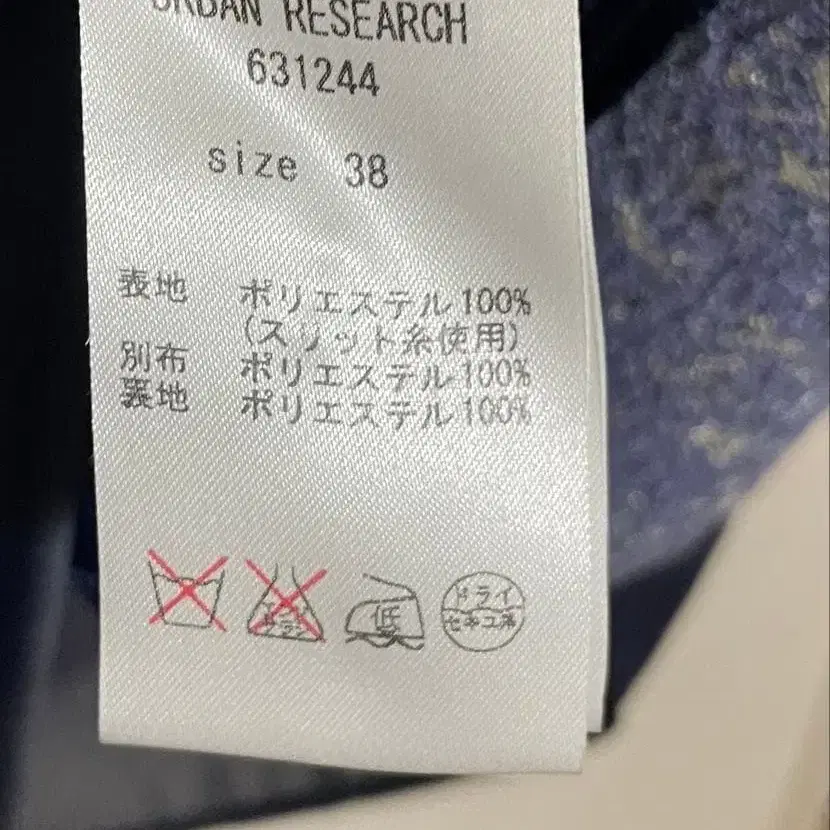 URBAN RESEARCH
631244
size 38
表地 ポリエステル100%
(スリット糸使用)
別布 ポリエステル100%
裏地 ポリエステル100%
低
ドライ
セキユ系